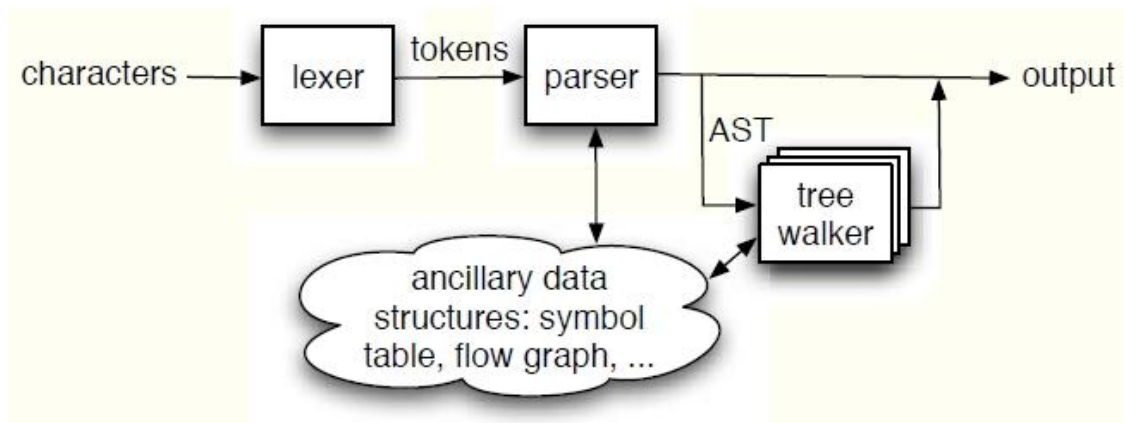 characters
lexer
tokens
parser
output
AST
tree
walker
ancillary data
structures: symbol
table, flow graph, ...